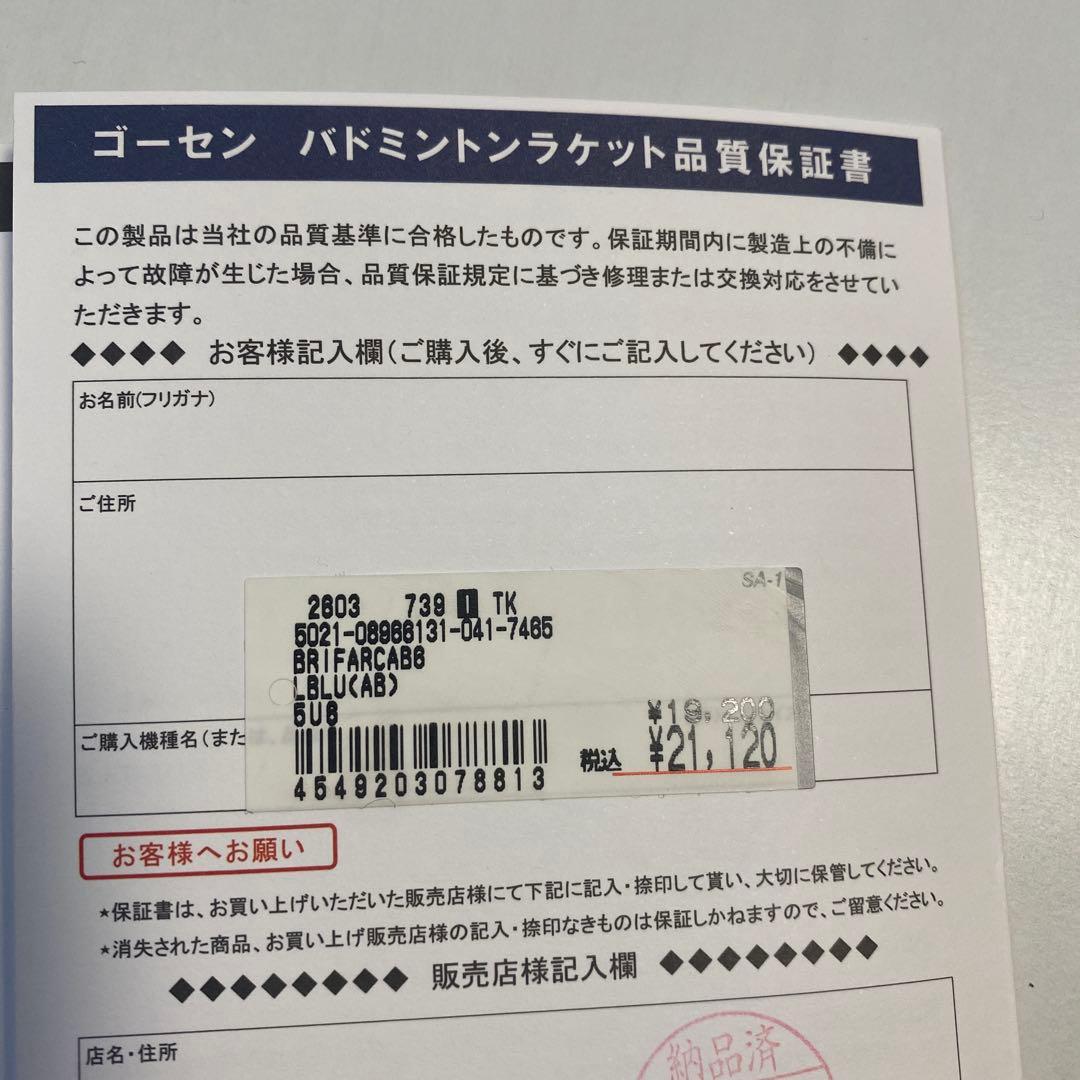 ゴーセン バドミントンラケット品質保証書
この製品は当社の品質基準に合格したものです。保証期間内に製造上の不備に
よって故障が生じた場合、品質保証規定に基づき修理または交換対応をさせてい
ただきます。
◆◆◆◆ お客様記入欄(ご購入後、すぐにご記入してください) ◆◆◆◆
お名前(フリガナ)
ご住所
SA-1
2603 739 I TK
5021-08966131-041-7465
BRIFARCAB6
LBLU(AB)
5U6
¥19,200
税込 ¥21,120
4549203078813
ご購入機種名(また
お客様へお願い
*保証書は、お買い上げいただいた販売店様にて下記に記入・捺印して貰い、大切に保管してください。
*消失された商品、お買い上げ販売店様の記入・捺印なきものは保証しかねますので、ご留意ください。
◆◆◆◆◆◆◆◆ 販売店様記入欄 ◆◆◆◆◆◆◆◆
店名・住所
納品済